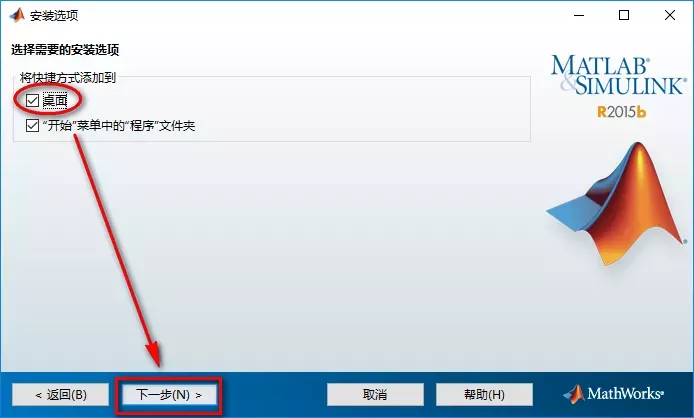 安装选项
选择需要的安装选项
将快捷方式添加到
桌面
“开始”菜单中的“程序”文件夹
MATLAB
&SIMULINK®
R2015b
®
< 返回(B)
下一步(N) >
取消
帮助(H)
MathWorks®